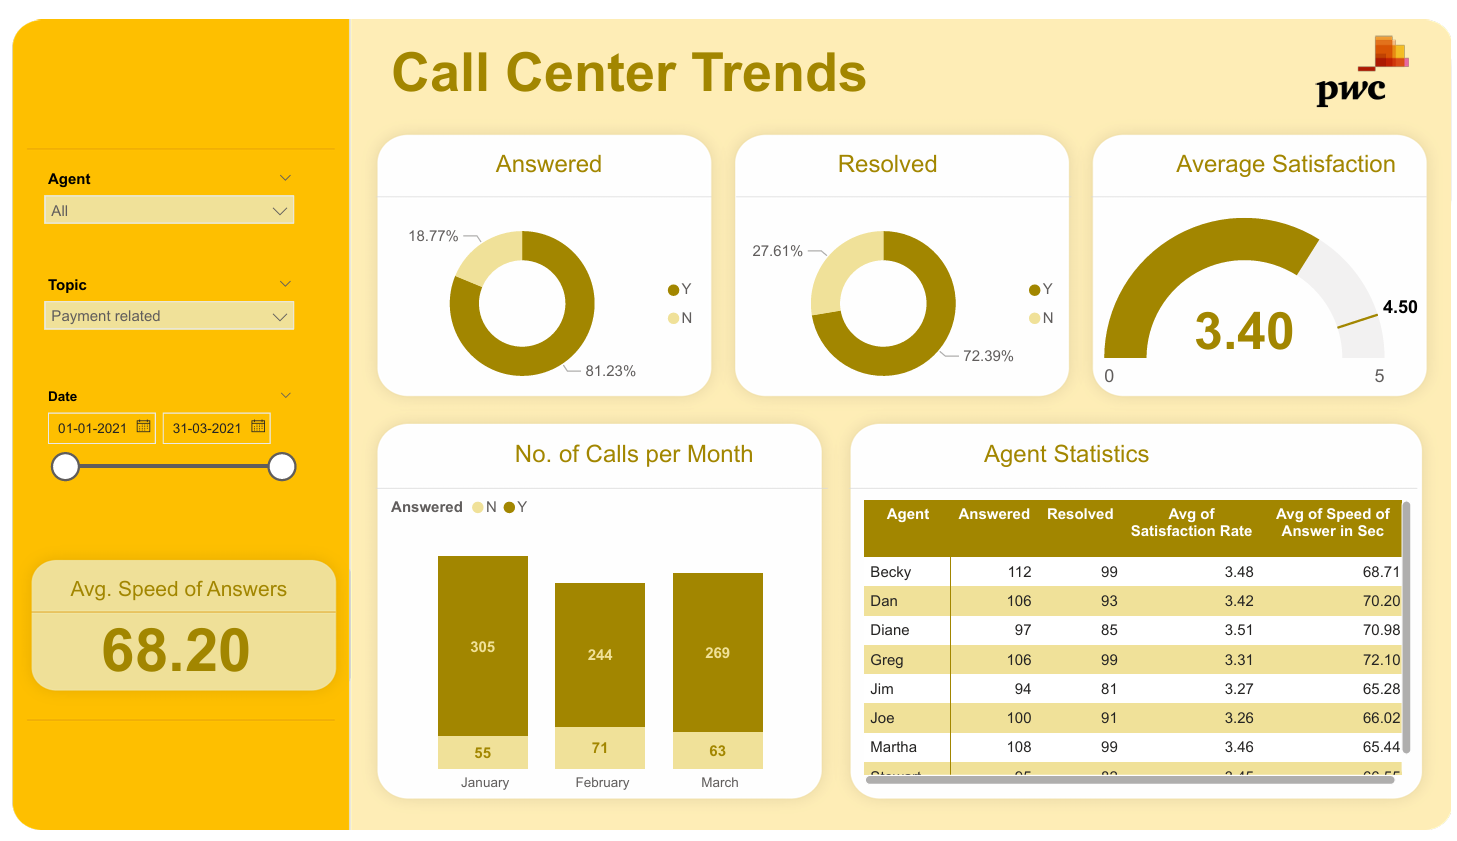 Call Center Trends
pwc
Agent
All
Topic
Payment related
Date
01-01-2021 31-03-2021
Avg. Speed of Answers
68.20
Answered
18.77%
81.23%
Y
N
Resolved
27.61%
72.39%
Y
N
Average Satisfaction
4.50
3.40
0 5
No. of Calls per Month
Answered N Y
305 244 269
55 71 63
January February March
Agent Statistics
Agent Answered Resolved Avg of Satisfaction Rate Avg of Speed of Answer in Sec
Becky 112 99 3.48 68.71
Dan 106 93 3.42 70.20
Diane 97 85 3.51 70.98
Greg 106 99 3.31 72.10
Jim 94 81 3.27 65.28
Joe 100 91 3.26 66.02
Martha 108 99 3.46 65.44